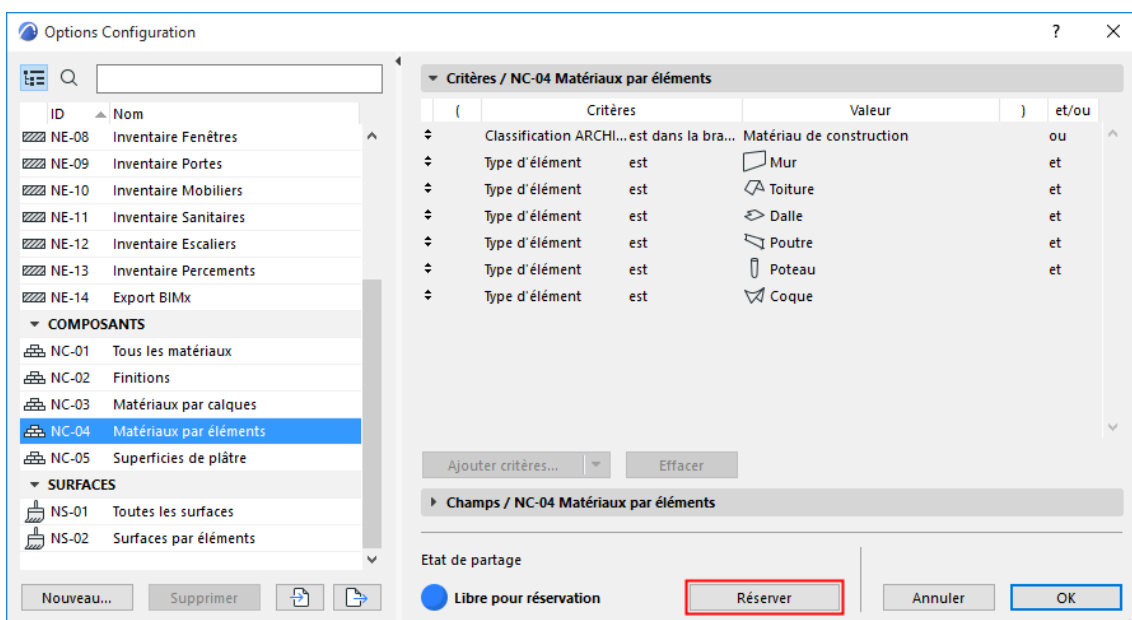 Options Configuration
?
ID Nom
NE-08 Inventaire Fenêtres
NE-09 Inventaire Portes
NE-10 Inventaire Mobiliers
NE-11 Inventaire Sanitaires
NE-12 Inventaire Escaliers
NE-13 Inventaire Percements
NE-14 Export BIMx
COMPOSANTS
NC-01 Tous les matériaux
NC-02 Finitions
NC-03 Matériaux par calques
NC-04 Matériaux par éléments
NC-05 Superficies de plâtre
SURFACES
NS-01 Toutes les surfaces
NS-02 Surfaces par éléments
Nouveau... Supprimer
Critères / NC-04 Matériaux par éléments
( Critères Valeur ) et/ou
Classification ARCHI... est dans la bra... Matériau de construction ou
Type d'élément est Mur et
Type d'élément est Toiture et
Type d'élément est Dalle et
Type d'élément est Poutre et
Type d'élément est Poteau et
Type d'élément est Coque
Ajouter critères... Effacer
Champs / NC-04 Matériaux par éléments
Etat de partage
Libre pour réservation Réserver Annuler OK